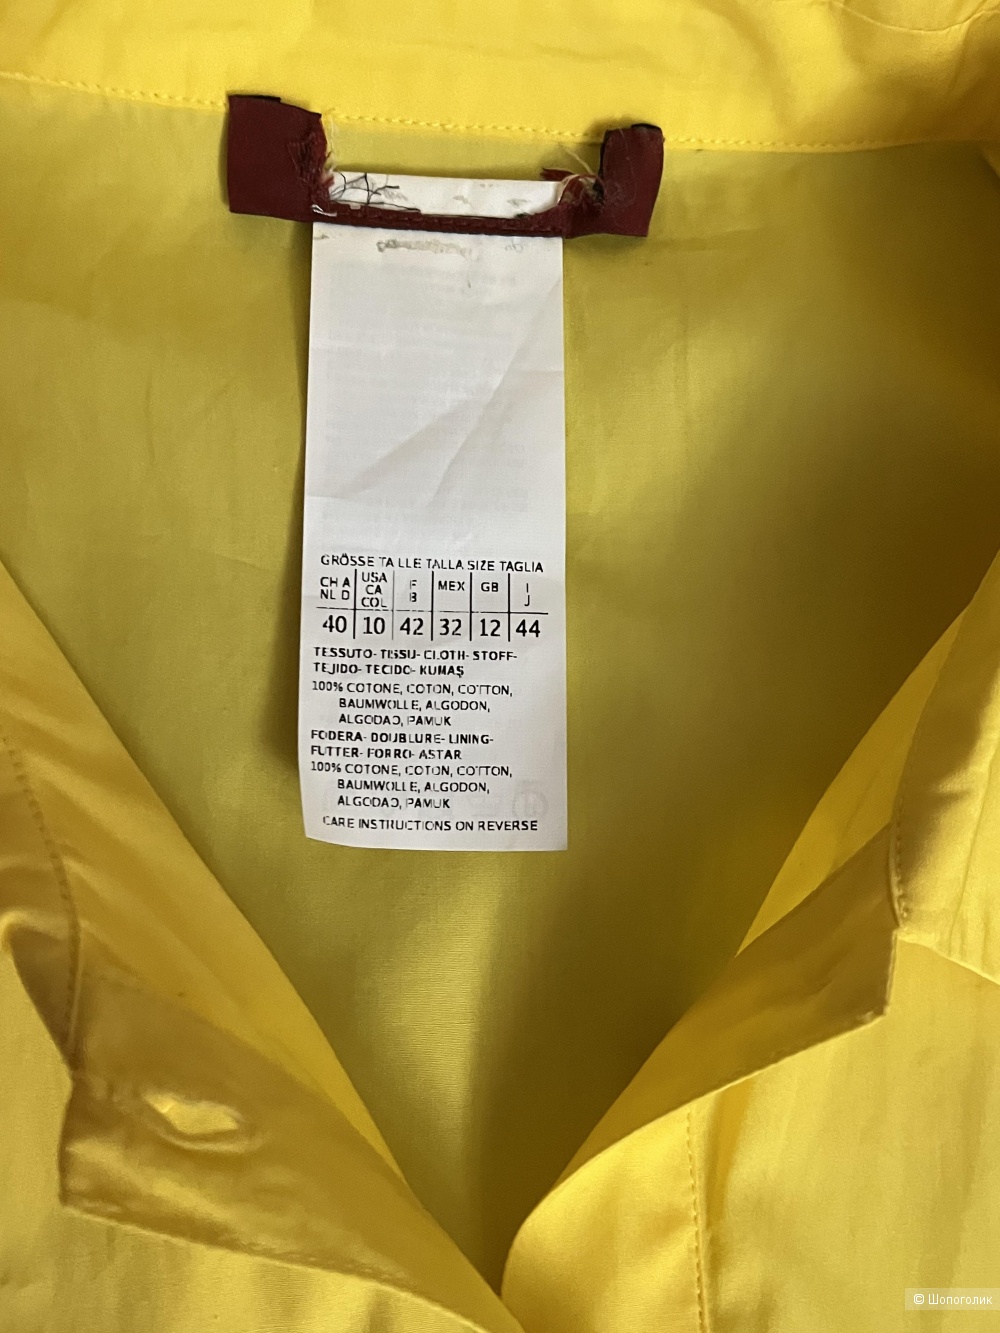 GRÖSSE TAILLE TALLA SIZE TAGLIA
CH A USA F MEX GB I
NL D CA B J
COL
40 10 42 32 12 44
TESSUTO- TISSU- CLOTH- STOFF-
TEJIDO- TECIDO- KUMAŞ
100% COTONE, COTON, COTTON,
BAUMWOLLE, ALGODON,
ALGODAO, PAMUK
FODERA- DOUBLURE- LINING-
FUTTER- FORRO- ASTAR
100% COTONE, COTON, COTTON,
BAUMWOLLE, ALGODON,
ALGODAO, PAMUK
CARE INSTRUCTIONS ON REVERSE
© Шопоголик